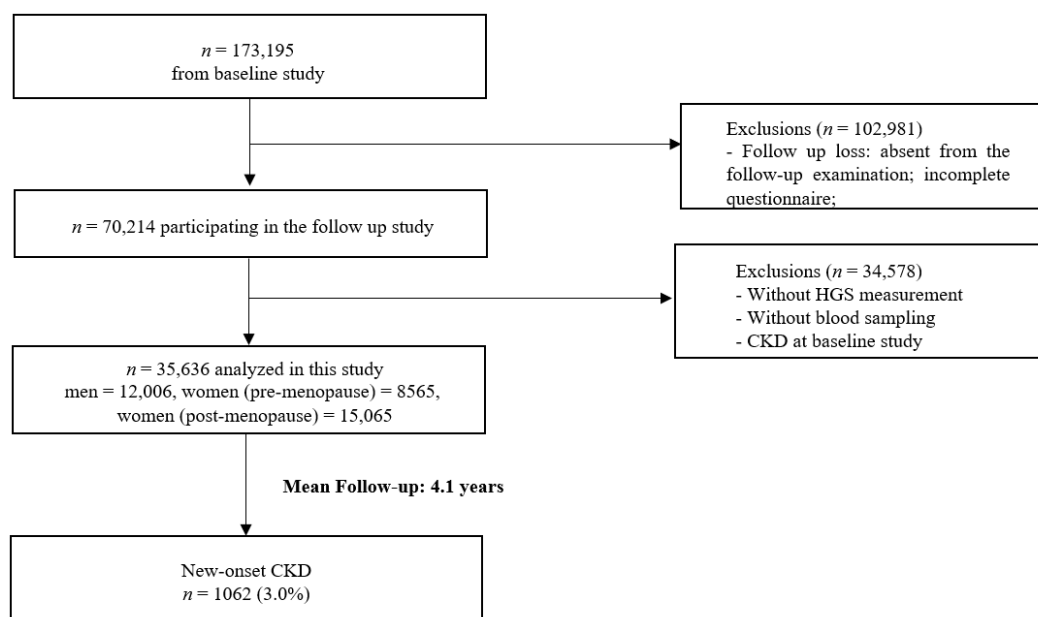 n = 173,195
from baseline study
Exclusions (n = 102,981)
- Follow up loss: absent from the
follow-up examination; incomplete
questionnaire;
n = 70,214 participating in the follow up study
Exclusions (n = 34,578)
- Without HGS measurement
- Without blood sampling
- CKD at baseline study
n = 35,636 analyzed in this study
men = 12,006, women (pre-menopause) = 8565,
women (post-menopause) = 15,065
Mean Follow-up: 4.1 years
New-onset CKD
n = 1062 (3.0%)